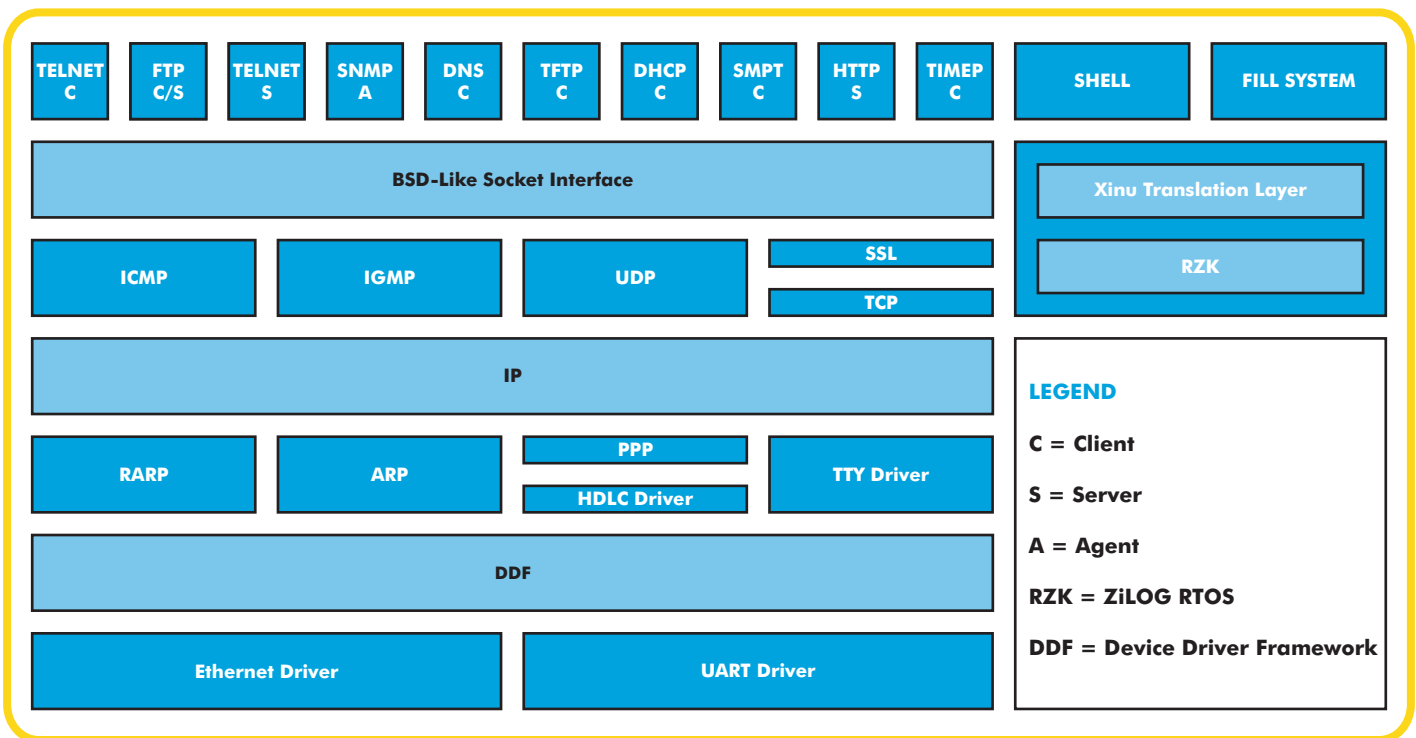 TELNET
C
FTP
C/S
TELNET
S
SNMP
A
DNS
C
TFTP
C
DHCP
C
SMPT
C
HTTP
S
TIMEP
C
SHELL
FILL SYSTEM
BSD-Like Socket Interface
Xinu Translation Layer
RZK
ICMP
IGMP
UDP
SSL
TCP
IP
RARP
ARP
PPP
HDLC Driver
TTY Driver
DDF
Ethernet Driver
UART Driver
LEGEND
C = Client
S = Server
A = Agent
RZK = ZiLOG RTOS
DDF = Device Driver Framework